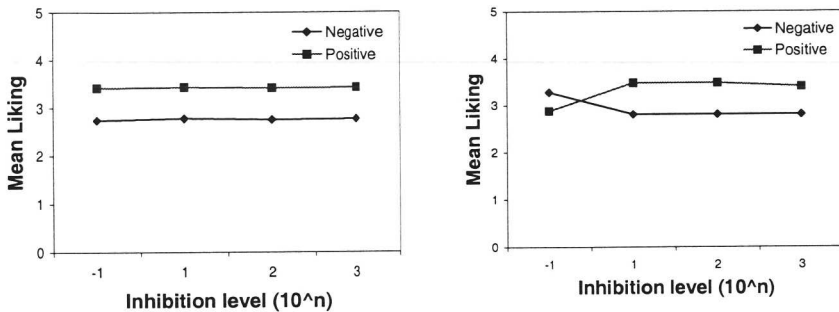 5
4
3
2
1
0
Mean Liking
Negative
Positive
-1
1
2
3
Inhibition level (10^n)
5
4
3
2
1
0
Mean Liking
Negative
Positive
-1
1
2
3
Inhibition level (10^n)